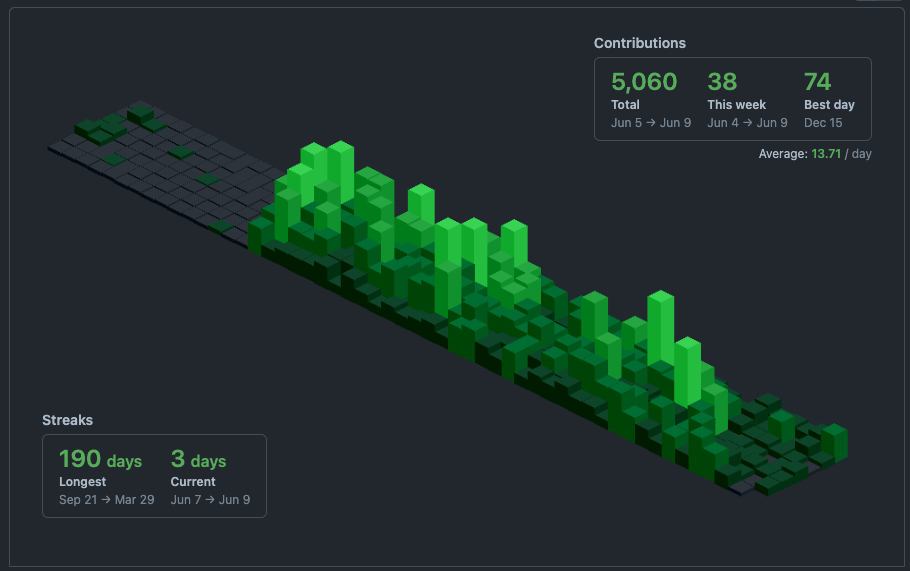 Contributions
5,060 38 74
Total This week Best day
Jun 5 → Jun 9 Jun 4 → Jun 9 Dec 15
Average: 13.71 / day
Streaks
190 days 3 days
Longest Current
Sep 21 → Mar 29 Jun 7 → Jun 9